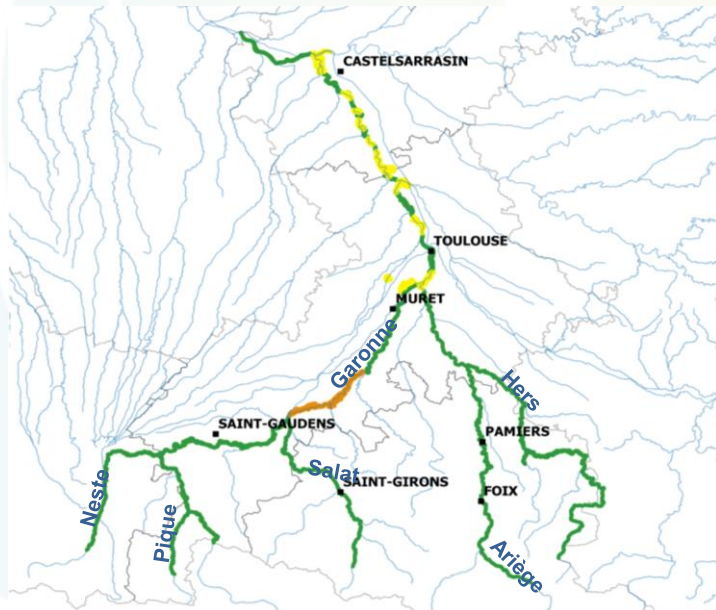 CASTELSARRASIN
TOULOUSE
MURET
Garonne
Hers
SAINT-GAUDENS
PAMIERS
Salat
SAINT-GIRONS
FOIX
Neste
Pique
Ariège